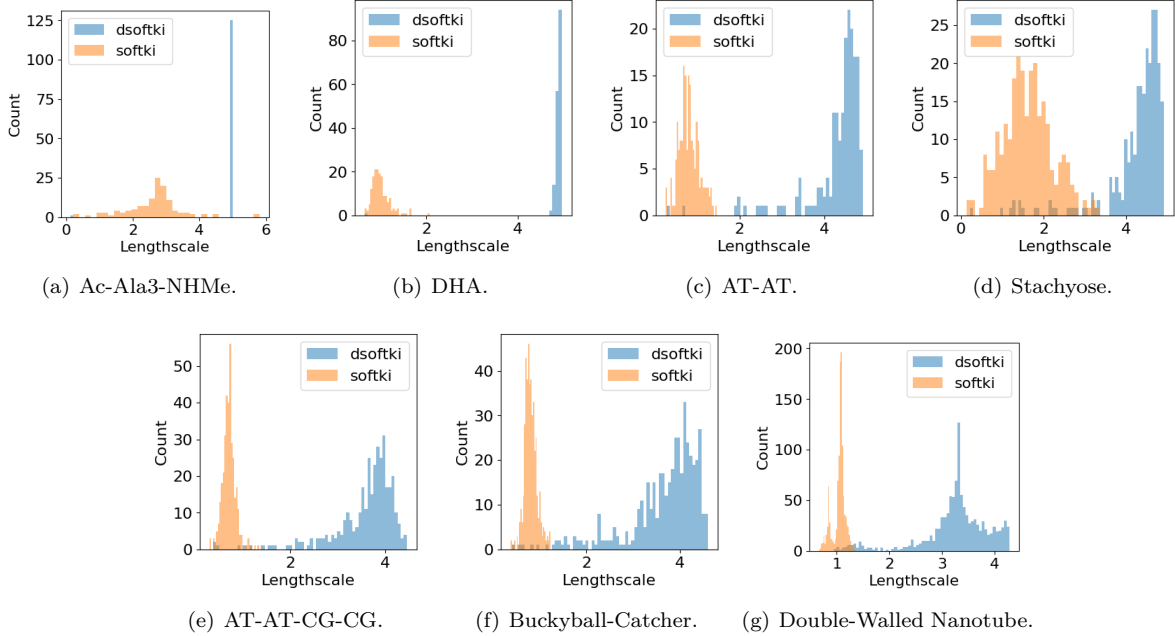 125
100
75
50
25
0
Count
dsoftki
softki
0
2
4
6
Lengthscale
(a) Ac-Ala3-NHMe.
80
60
40
20
0
Count
dsoftki
softki
2
4
Lengthscale
(b) DHA.
20
15
10
5
0
Count
dsoftki
softki
2
4
Lengthscale
(c) AT-AT.
25
20
15
10
5
0
Count
dsoftki
softki
0
2
4
Lengthscale
(d) Stachyose.
50
40
30
20
10
0
Count
dsoftki
softki
2
4
Lengthscale
(e) AT-AT-CG-CG.
40
30
20
10
0
Count
dsoftki
softki
2
4
Lengthscale
(f) Buckyball-Catcher.
200
150
100
50
0
Count
dsoftki
softki
1
2
3
4
Lengthscale
(g) Double-Walled Nanotube.